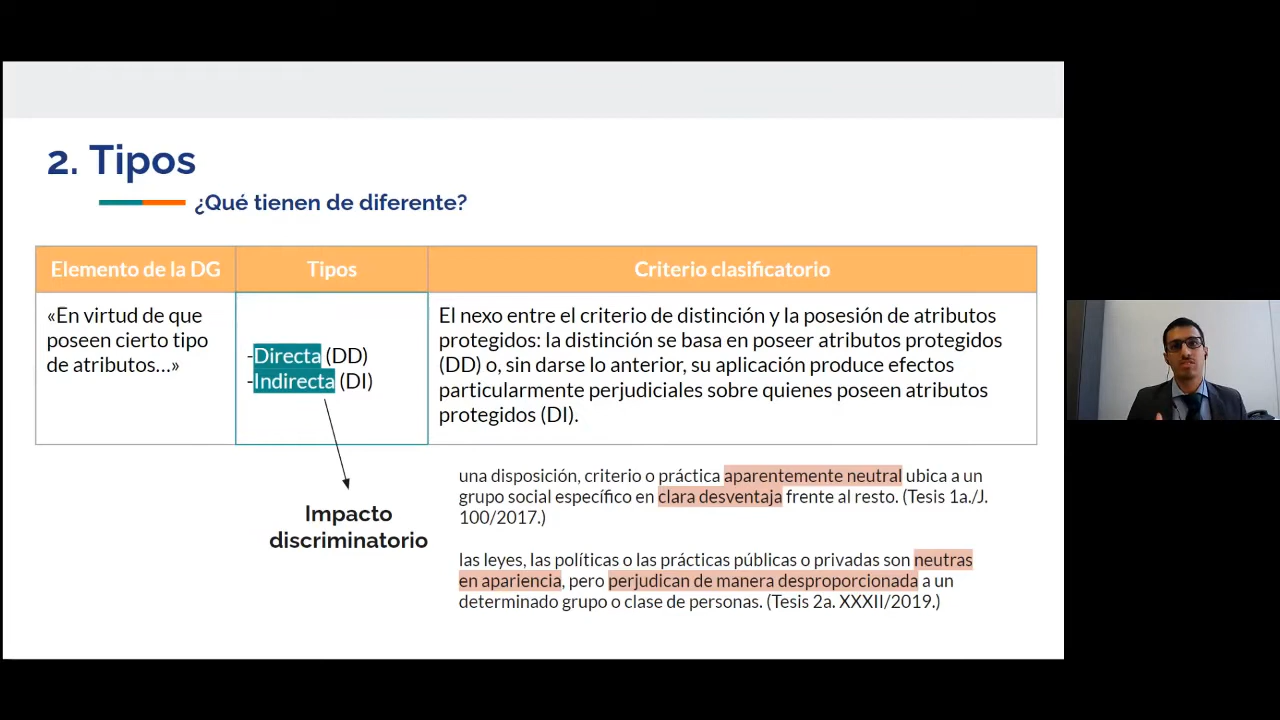 2. Tipos
¿Qué tienen de diferente?
Elemento de la DG
Tipos
Criterio clasificatorio
«En virtud de que
poseen cierto tipo
de atributos...»
-Directa (DD)
-Indirecta (DI)
El nexo entre el criterio de distinción y la posesión de atributos
protegidos: la distinción se basa en poseer atributos protegidos
(DD) o, sin darse lo anterior, su aplicación produce efectos
particularmente perjudiciales sobre quienes poseen atributos
protegidos (DI).
Impacto
discriminatorio
una disposición, criterio o práctica aparentemente neutral ubica a un
grupo social específico en clara desventaja frente al resto. (Tesis 1a./J.
100/2017.)
las leyes, las políticas o las prácticas públicas o privadas son neutras
en apariencia, pero perjudican de manera desproporcionada a un
determinado grupo o clase de personas. (Tesis 2a. XXXII/2019.)